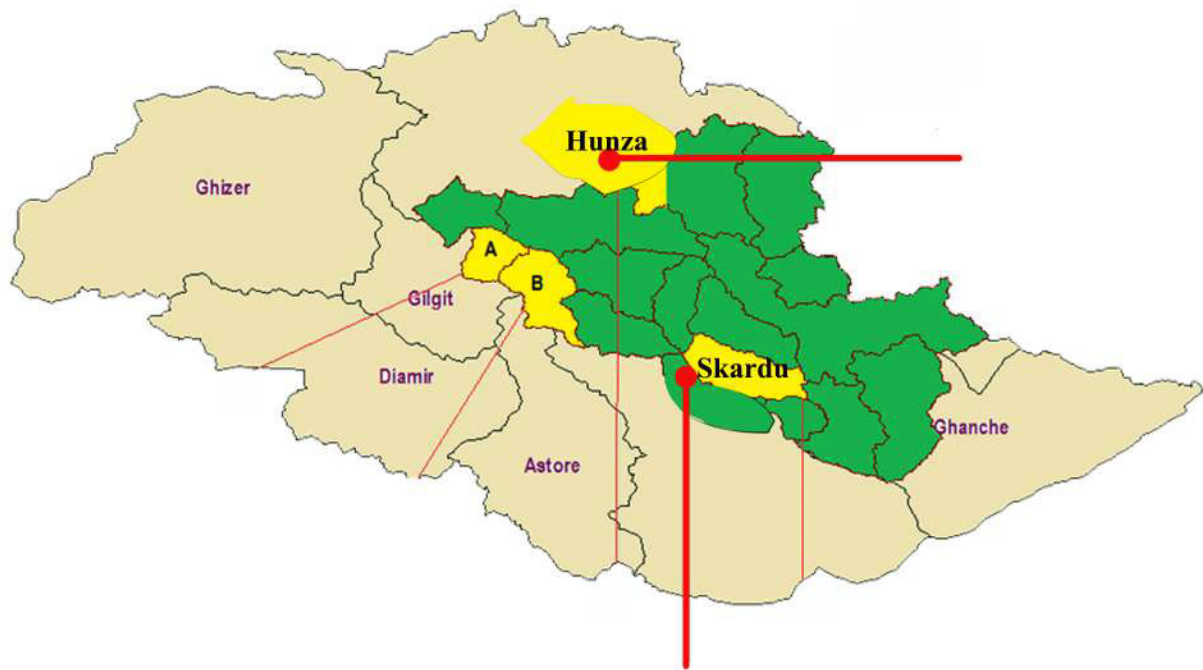 Hunza
Ghizer
A
B
Gilgit
Skardu
Diamir
Ghanche
Astore